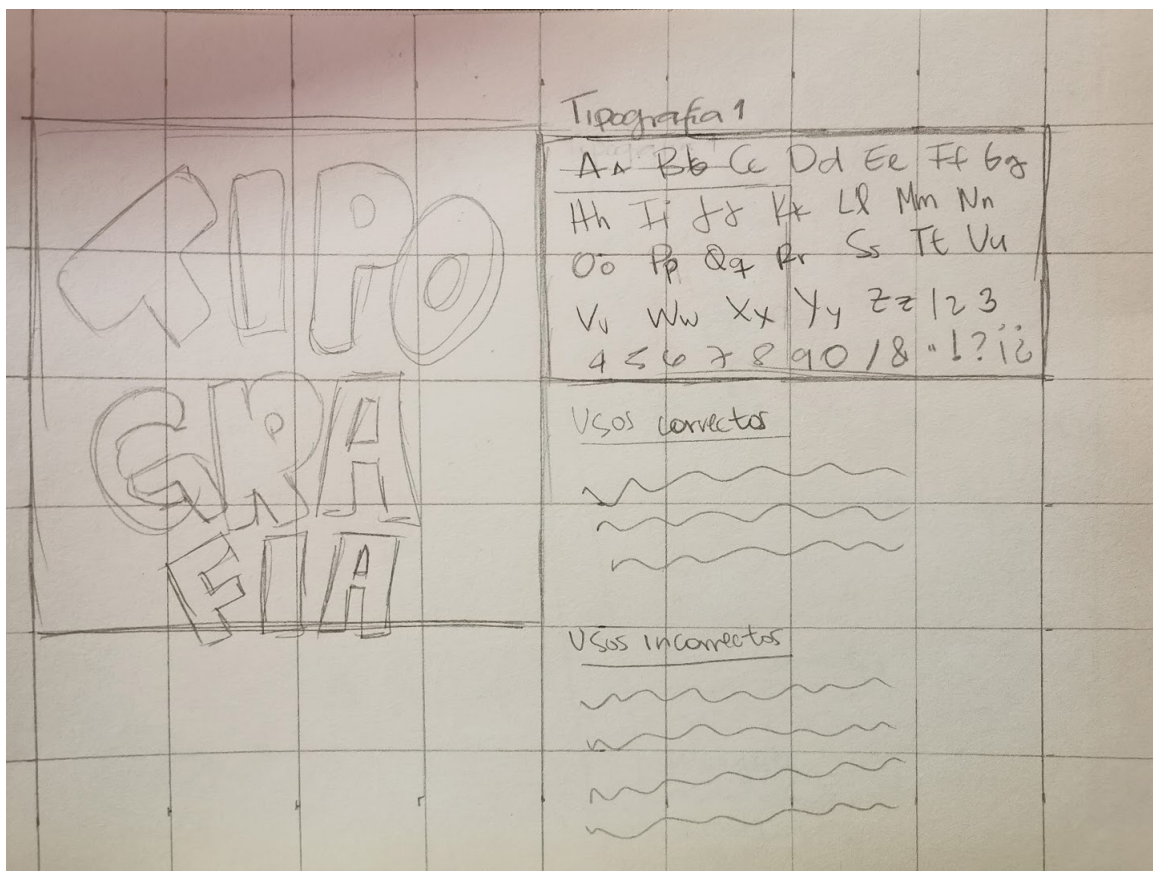 TIPO
GRA
FIA
Tipografía 1
Aa Bb Cc Dd Ee Ff Gg
Hh Ii Jj Kk Ll Mm Nn
Oo Pp Qq Rr Ss Tt Vu
Vv Ww Xx Yy Zz 1 2 3
4 5 6 7 8 9 0 / & " ! ? ¡ ¿
Usos correctos
Usos incorrectos